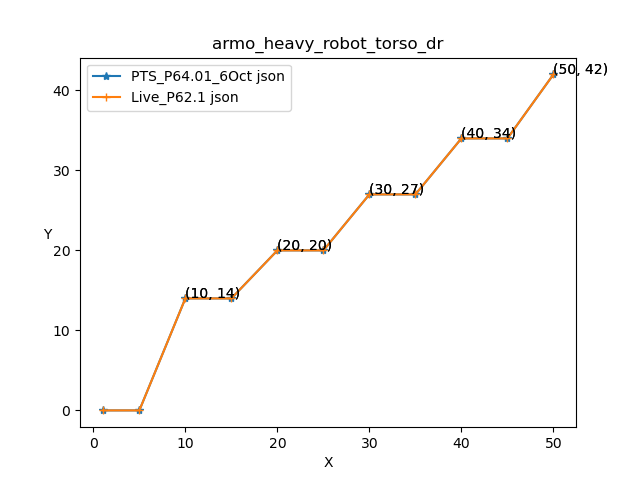 armo_heavy_robot_torso_dr
PTS_P64.01_6Oct json
Live_P62.1 json
(50, 42)
(40, 34)
(30, 27)
(20, 20)
(10, 14)
Y
40
30
20
10
0
0 10 20 30 40 50
X